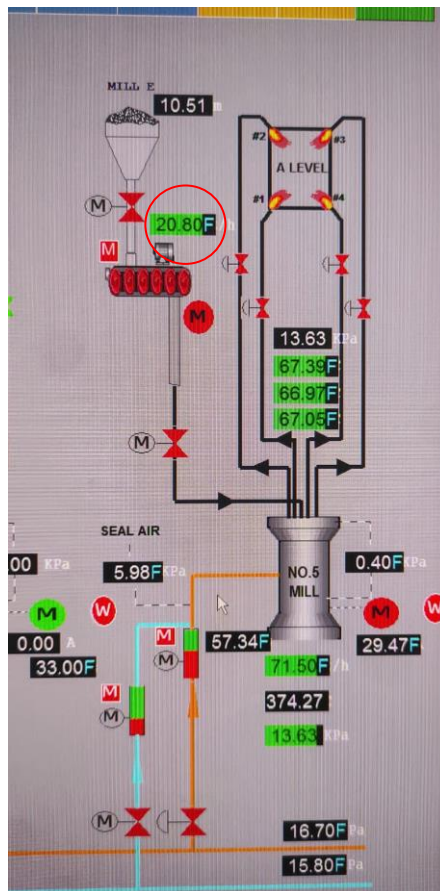 MILL E
10.51 m
#2
#3
A LEVEL
#1
#4
M
20.80F /h
M
M
13.63 KPa
67.39F
66.97F
67.05F
M
SEAL AIR
.00 KPa
5.98F
NO.5
MILL
0.40F KPa
M
W
M
W
0.00 A
M
57.34F
29.47F
33.00F
M
71.50F /h
M
374.27
M
13.63 KPa
M
M
16.70F Pa
15.80F Pa